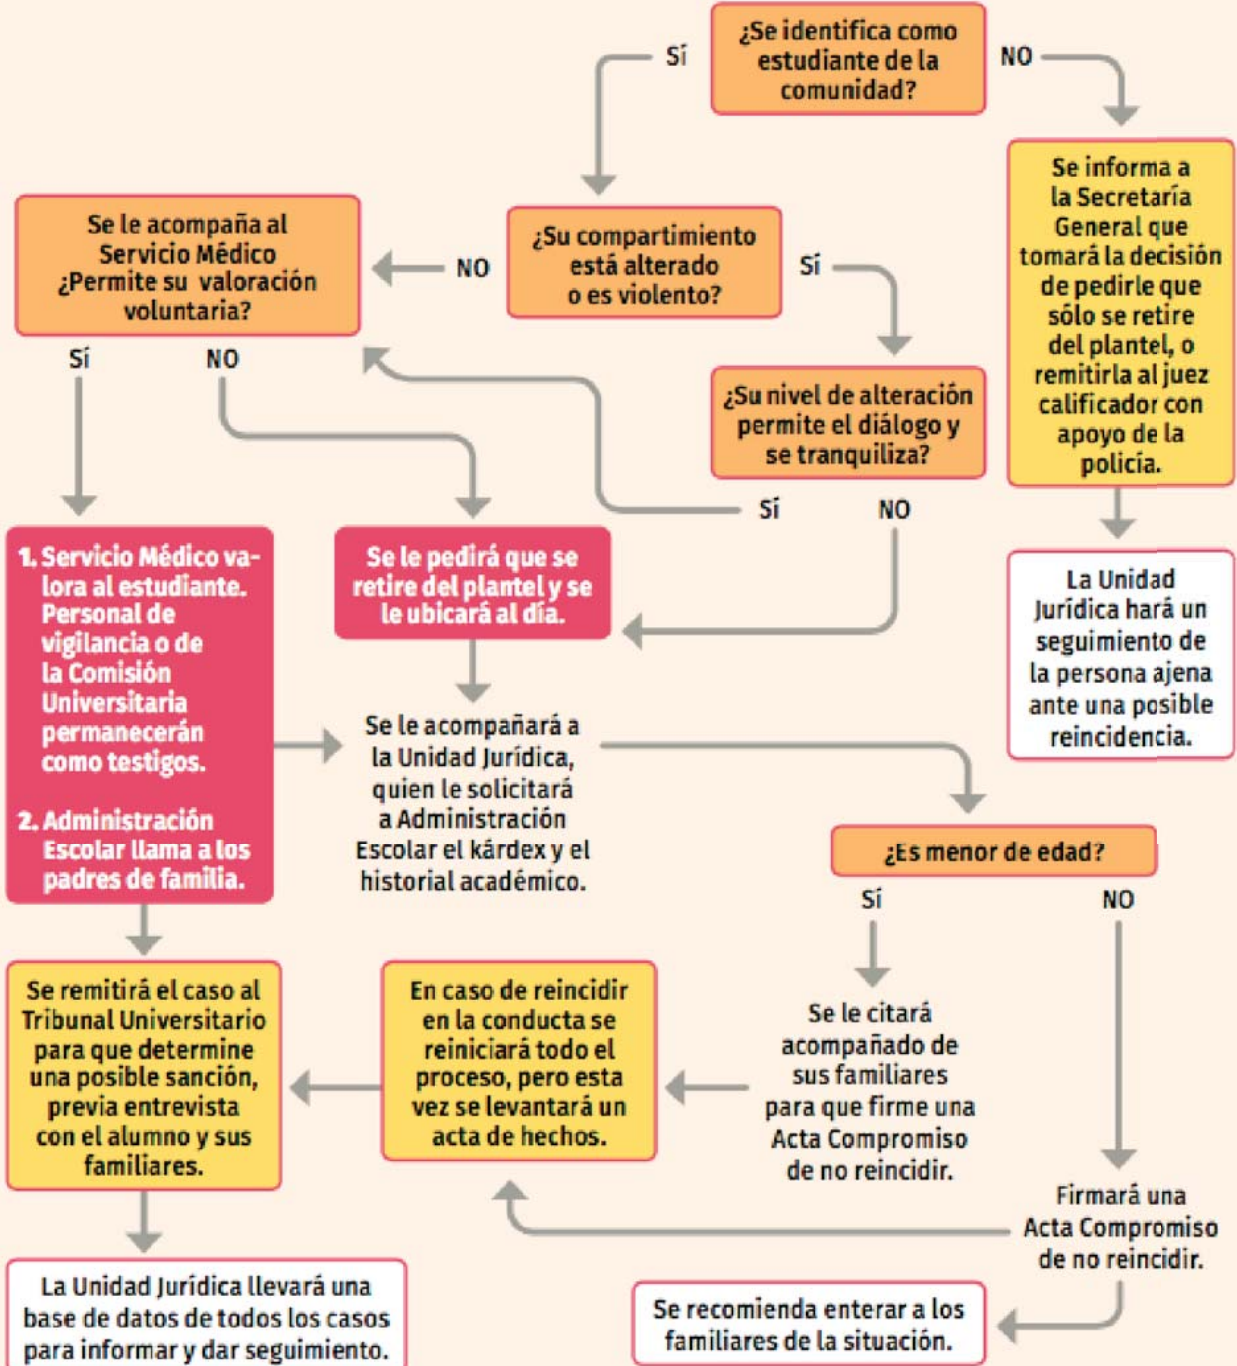 ¿Se identifica como
estudiante de la
comunidad?
Sí
NO
Se informa a
la Secretaría
General que
tomará la decisión
de pedirle que
sólo se retire
del plantel, o
remitirla al juez
calificador con
apoyo de la
policía.
Se le acompaña al
Servicio Médico
¿Permite su valoración
voluntaria?
NO
¿Su compartimiento
está alterado
o es violento?
Sí
Sí
NO
¿Su nivel de alteración
permite el diálogo y
se tranquiliza?
Sí
NO
1. Servicio Médico va-
lora al estudiante.
Personal de
vigilancia o de
la Comisión
Universitaria
permanecerán
como testigos.
2. Administración
Escolar llama a los
padres de familia.
Se le pedirá que se
retire del plantel y se
le ubicará al día.
La Unidad
Jurídica hará un
seguimiento de
la persona ajena
ante una posible
reincidencia.
Se le acompañará a
la Unidad Jurídica,
quien le solicitará
a Administración
Escolar el kárdex y el
historial académico.
¿Es menor de edad?
Sí
NO
Se remitirá el caso al
Tribunal Universitario
para que determine
una posible sanción,
previa entrevista
con el alumno y sus
familiares.
En caso de reincidir
en la conducta se
reiniciará todo el
proceso, pero esta
vez se levantará un
acta de hechos.
Se le citará
acompañado de
sus familiares
para que firme una
Acta Compromiso
de no reincidir.
Firmará una
Acta Compromiso
de no reincidir.
La Unidad Jurídica llevará una
base de datos de todos los casos
para informar y dar seguimiento.
Se recomienda enterar a los
familiares de la situación.